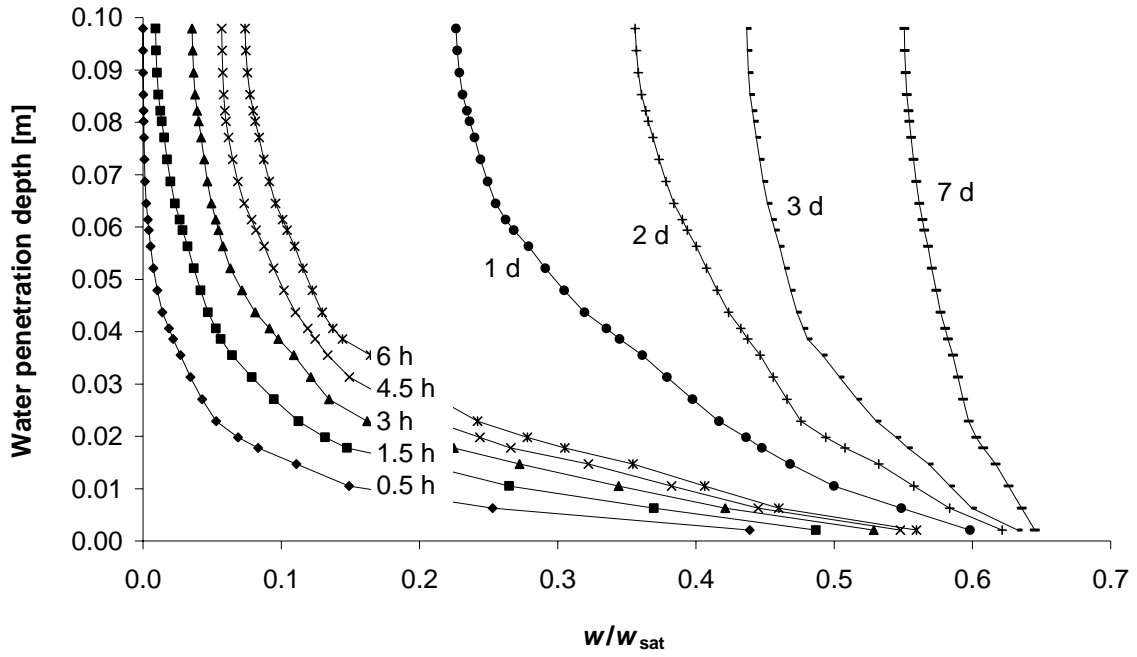 0.10
0.09
0.08
0.07
0.06
0.05
0.04
0.03
0.02
0.01
0.00
Water penetration depth [m]
7 d
3 d
2 d
1 d
6 h
4.5 h
3 h
1.5 h
0.5 h
0.0 0.1 0.2 0.3 0.4 0.5 0.6 0.7
w/wsat